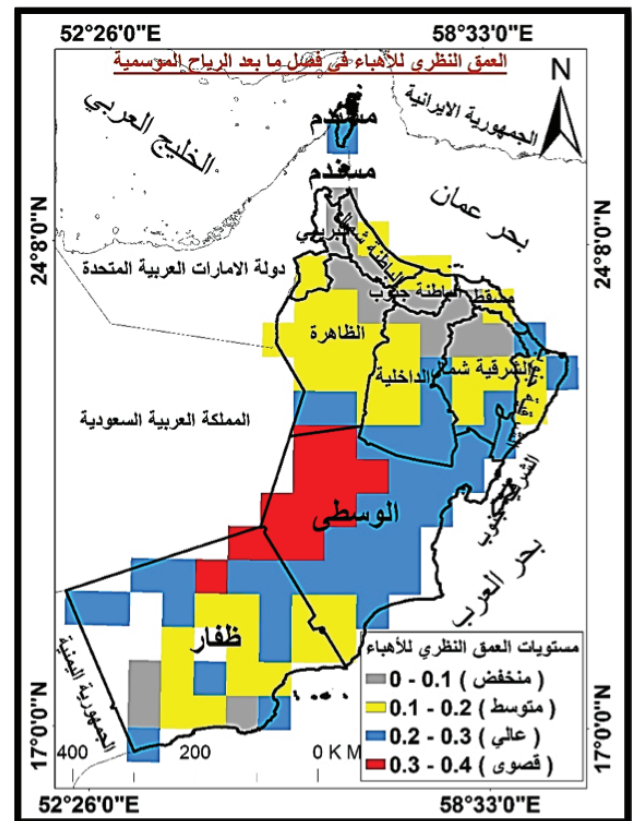 52°26'0"E
58°33'0"E
العمق النظري للأهباء في فصل ما بعد الرياح الموسمية
N
الجمهورية الايرانية
الخليج العربي
مسندم
مسندم
بحر عمان
24°8'0"N
24°8'0"N
البريمي
الباطنة شمال
دولة الامارات العربية المتحدة
الباطنة جنوب
مسقط
الظاهرة
الداخلية
الشرقية شمال
المملكة العربية السعودية
الشرقية جنوب
الوسطى
بحر العرب
ظفار
الجمهورية اليمنية
مستويات العمق النظري للأهباء
0 - 0.1 ( منخفض )
0.1 - 0.2 ( متوسط )
0.2 - 0.3 ( عالي )
0.3 - 0.4 ( قصوى )
17°0'0"N
17°0'0"N
400 200 0 K M
52°26'0"E
58°33'0"E